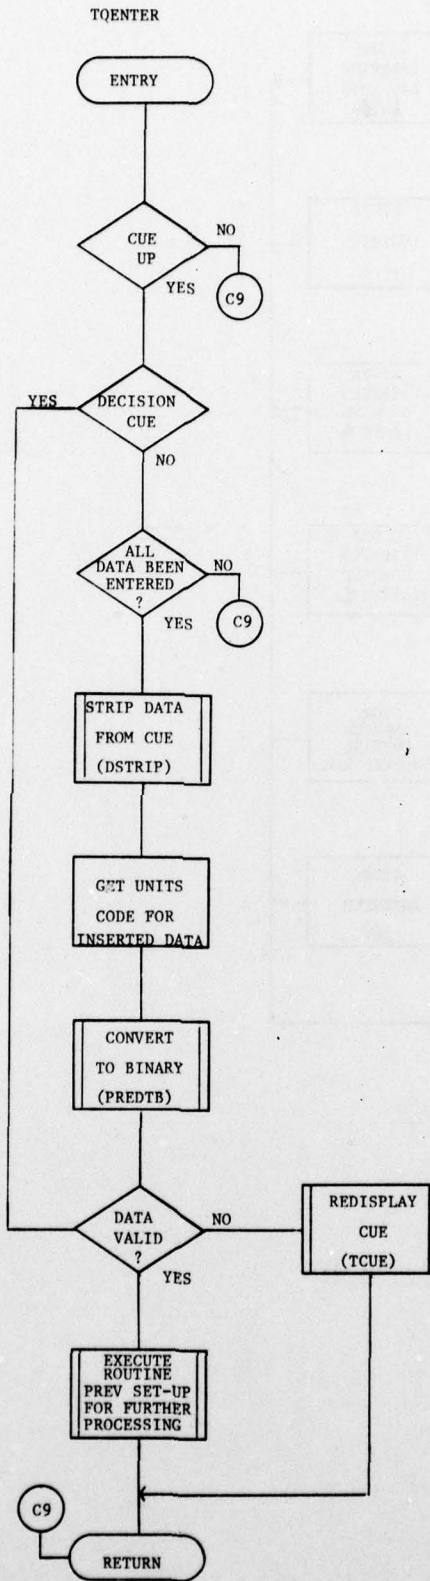 TQENTER
ENTRY
CUE
UP
NO
YES
C9
DECISION
CUE
YES
NO
ALL
DATA BEEN
ENTERED
?
NO
YES
C9
STRIP DATA
FROM CUE
(DSTRIP)
GET UNITS
CODE FOR
INSERTED DATA
CONVERT
TO BINARY
(PREDTB)
DATA
VALID
?
NO
YES
REDISPLAY
CUE
(TCUE)
EXECUTE
ROUTINE
PREV SET-UP
FOR FURTHER
PROCESSING
C9
RETURN